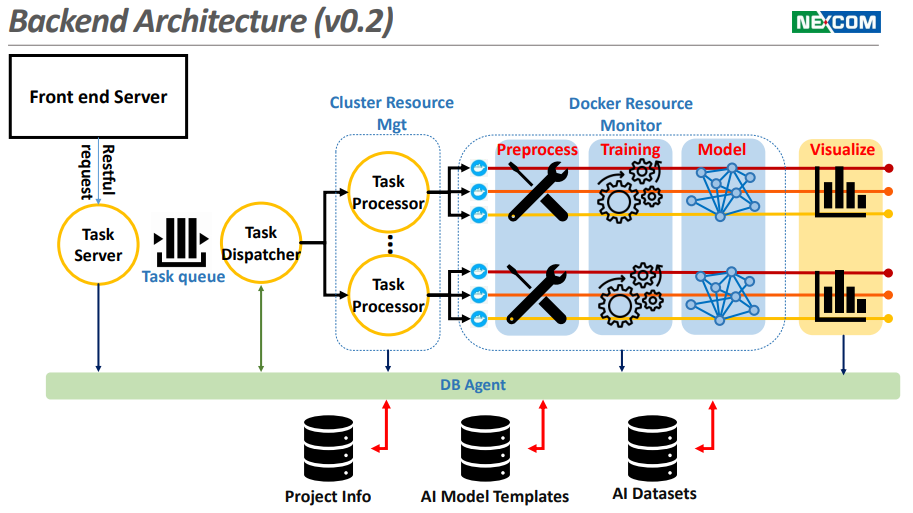 Backend Architecture (v0.2)
NEXCOM
Front end Server
Restful
request
Cluster Resource
Mgt
Docker Resource
Monitor
Preprocess
Training
Model
Visualize
Task
Server
Task queue
Task
Dispatcher
Task
Processor
Task
Processor
DB Agent
Project Info
AI Model Templates
AI Datasets